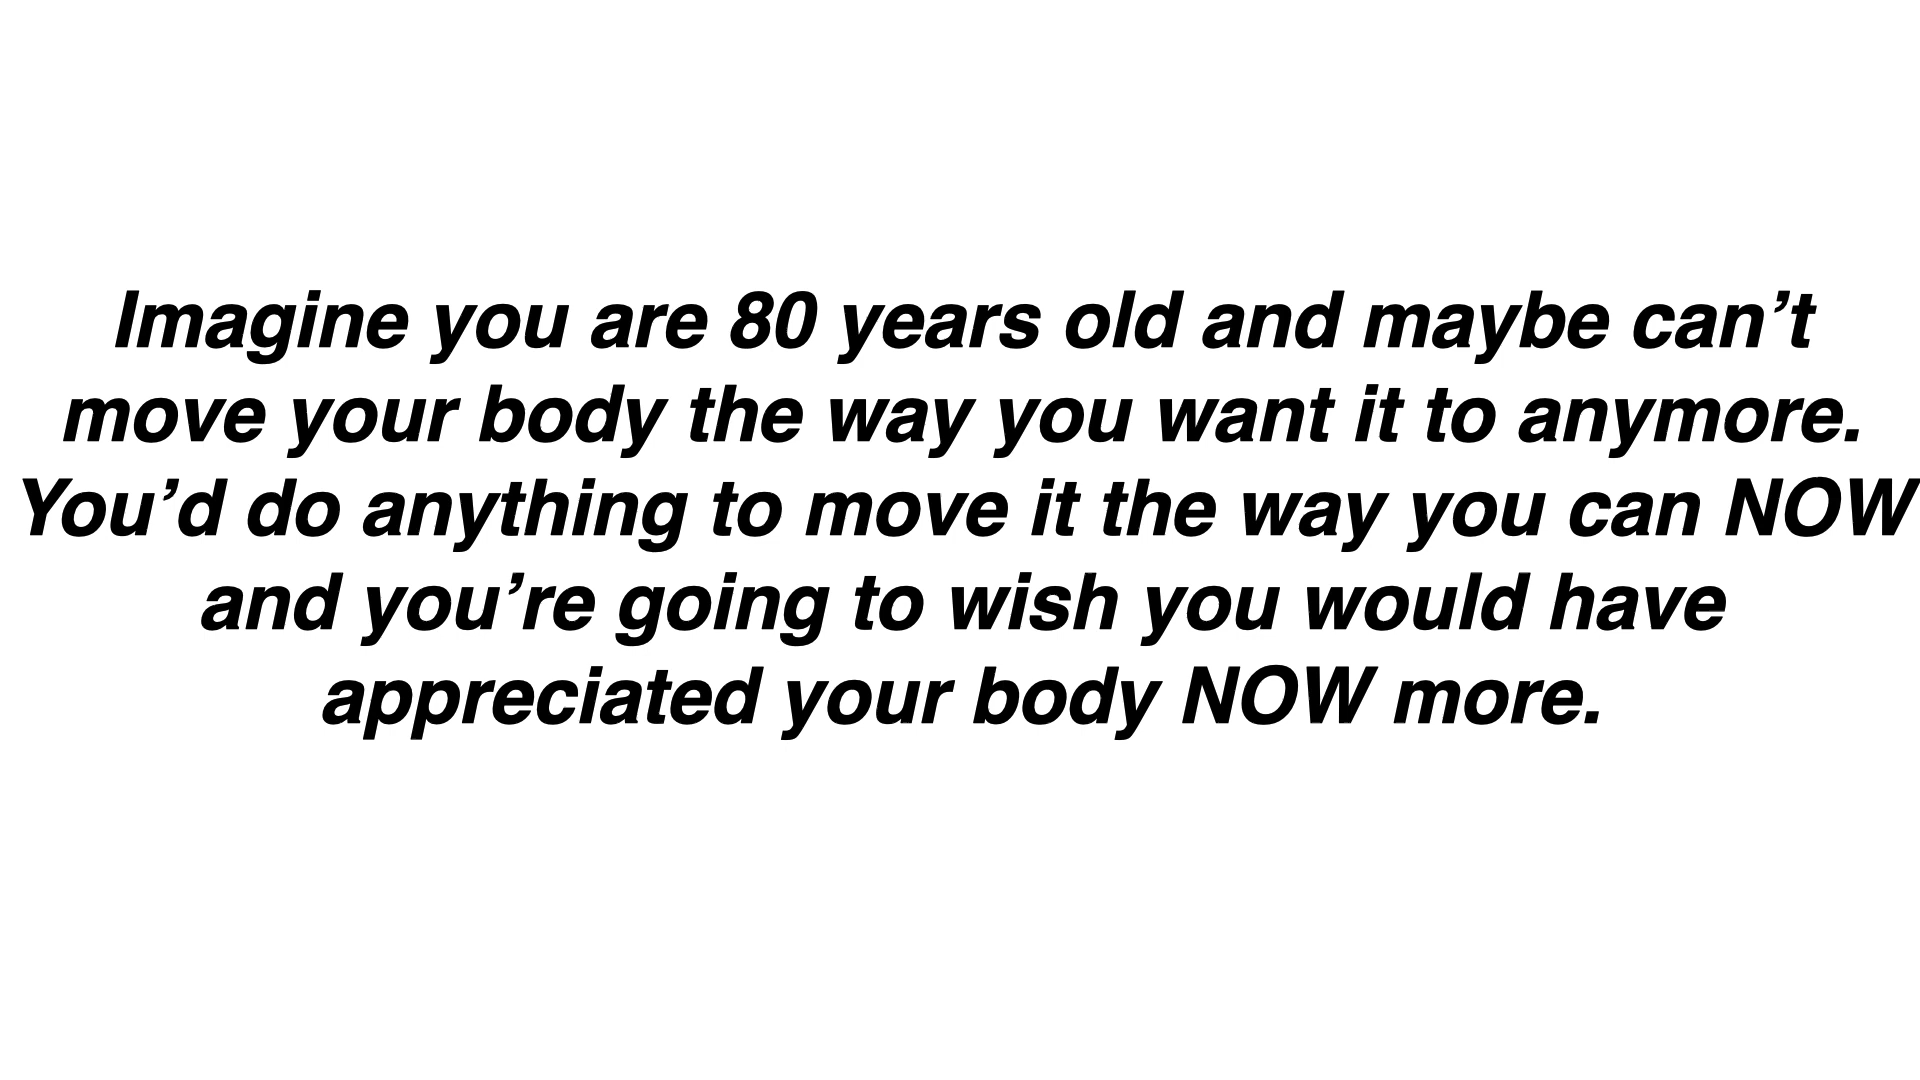 Imagine you are 80 years old and maybe can’t
move your body the way you want it to anymore.
You’d do anything to move it the way you can NOW
and you’re going to wish you would have
appreciated your body NOW more.